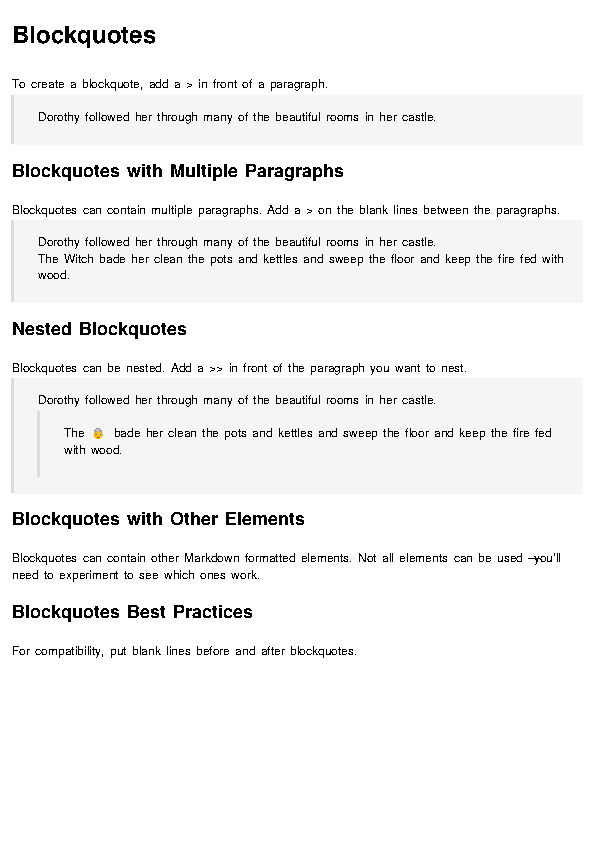 Blockquotes
To create a blockquote, add a > in front of a paragraph.
Dorothy followed her through many of the beautiful rooms in her castle.
Blockquotes with Multiple Paragraphs
Blockquotes can contain multiple paragraphs. Add a > on the blank lines between the paragraphs.
Dorothy followed her through many of the beautiful rooms in her castle.
The Witch bade her clean the pots and kettles and sweep the floor and keep the fire fed with
wood.
Nested Blockquotes
Blockquotes can be nested. Add a >> in front of the paragraph you want to nest.
Dorothy followed her through many of the beautiful rooms in her castle.
The 👵 bade her clean the pots and kettles and sweep the floor and keep the fire fed
with wood.
Blockquotes with Other Elements
Blockquotes can contain other Markdown formatted elements. Not all elements can be used —you'll
need to experiment to see which ones work.
Blockquotes Best Practices
For compatibility, put blank lines before and after blockquotes.